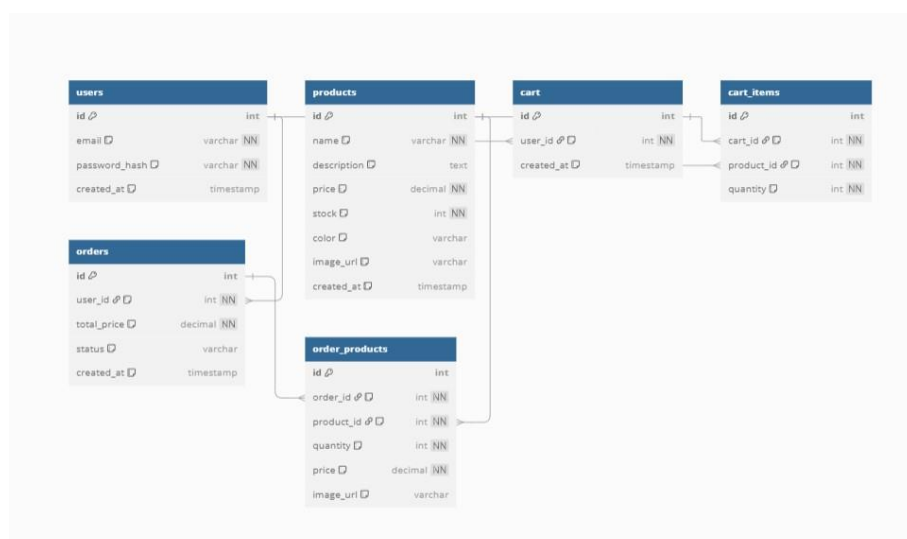 users
id int
email varchar NN
password_hash varchar NN
created_at timestamp
products
id int
name varchar NN
description text
price decimal NN
stock int NN
color varchar
image_url varchar
created_at timestamp
cart
id int
user_id int NN
created_at timestamp
cart_items
id int
cart_id int NN
product_id int NN
quantity int NN
orders
id int
user_id int NN
total_price decimal NN
status varchar
created_at timestamp
order_products
id int
order_id int NN
product_id int NN
quantity int NN
price decimal NN
image_url varchar